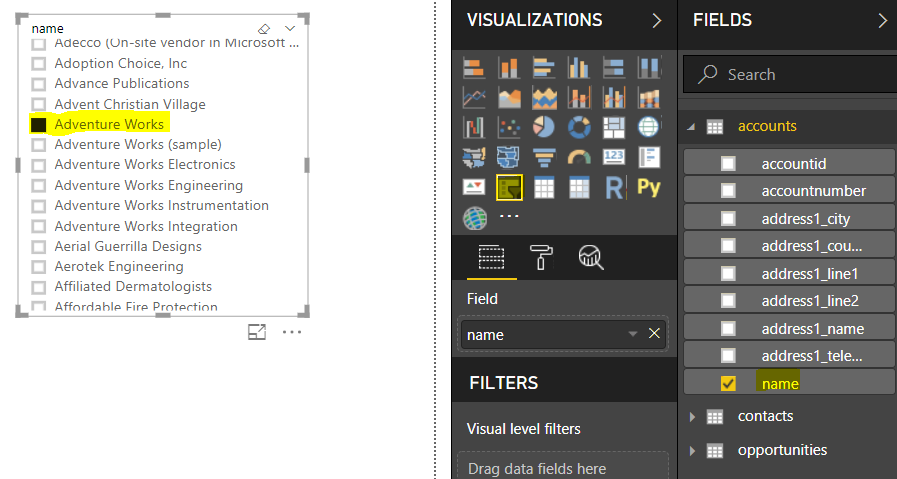 name
Adecco (On-site vendor in Microsoft ...
Adoption Choice, Inc
Advance Publications
Advent Christian Village
Adventure Works
Adventure Works (sample)
Adventure Works Electronics
Adventure Works Engineering
Adventure Works Instrumentation
Adventure Works Integration
Aerial Guerrilla Designs
Aerotek Engineering
Affiliated Dermatologists
Affordable Fire Protection
VISUALIZATIONS
123
R
Py
...
Field
name
FILTERS
Visual level filters
Drag data fields here
FIELDS
Search
accounts
accountid
accountnumber
address1_city
address1_cou...
address1_line1
address1_line2
address1_name
address1_tele...
name
contacts
opportunities